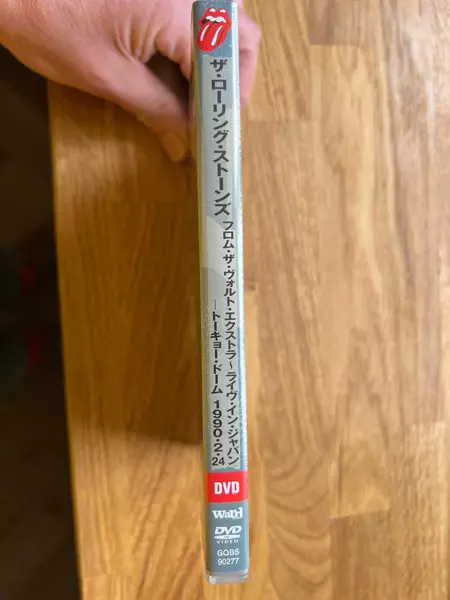 ザ・ローリング・ストーンズ
フロム・ザ・ヴォルト・エクストラ～ライヴ・イン・ジャパン
―トーキョー・ドーム 1990・2・24
DVD
Ward
DVD
VIDEO
GQBS
90277